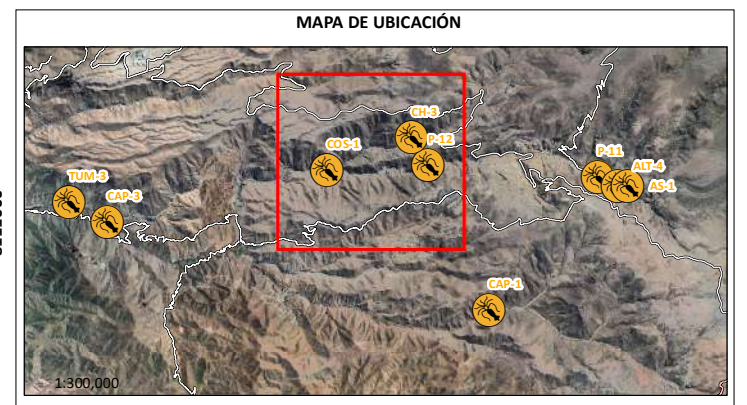 MAPA DE UBICACIÓN
CH-3
COS-1
P-12
P-11
ALT-4
TUM-3
AS-1
CAP-3
CAP-1
1:300,000